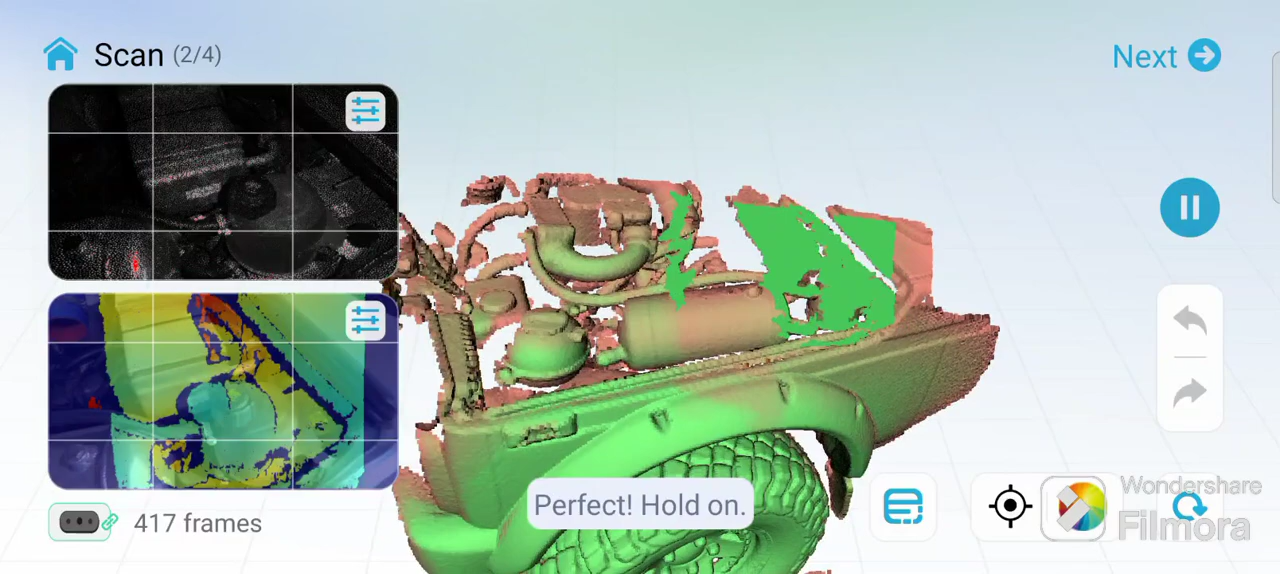 Scan (2/4)
Next
Perfect! Hold on.
417 frames
Wondershare
Filmora